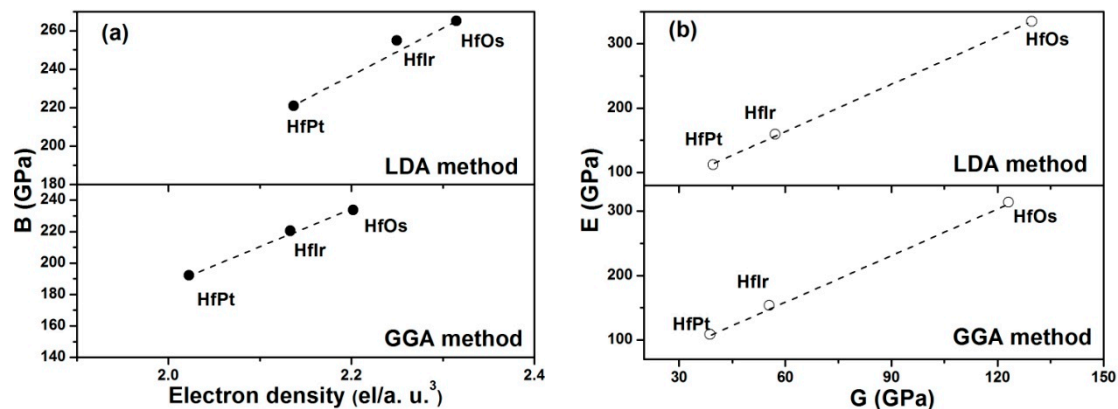 (a)
260
240
220
200
180
HfOs
HfIr
HfPt
LDA method
B (GPa)
240
220
200
180
160
140
HfOs
HfIr
HfPt
GGA method
2.0 2.2 2.4
Electron density (el/a. u.³)
(b)
300
200
100
HfOs
HfIr
HfPt
LDA method
E (GPa)
300
200
100
HfOs
HfIr
HfPt
GGA method
30 60 90 120 150
G (GPa)